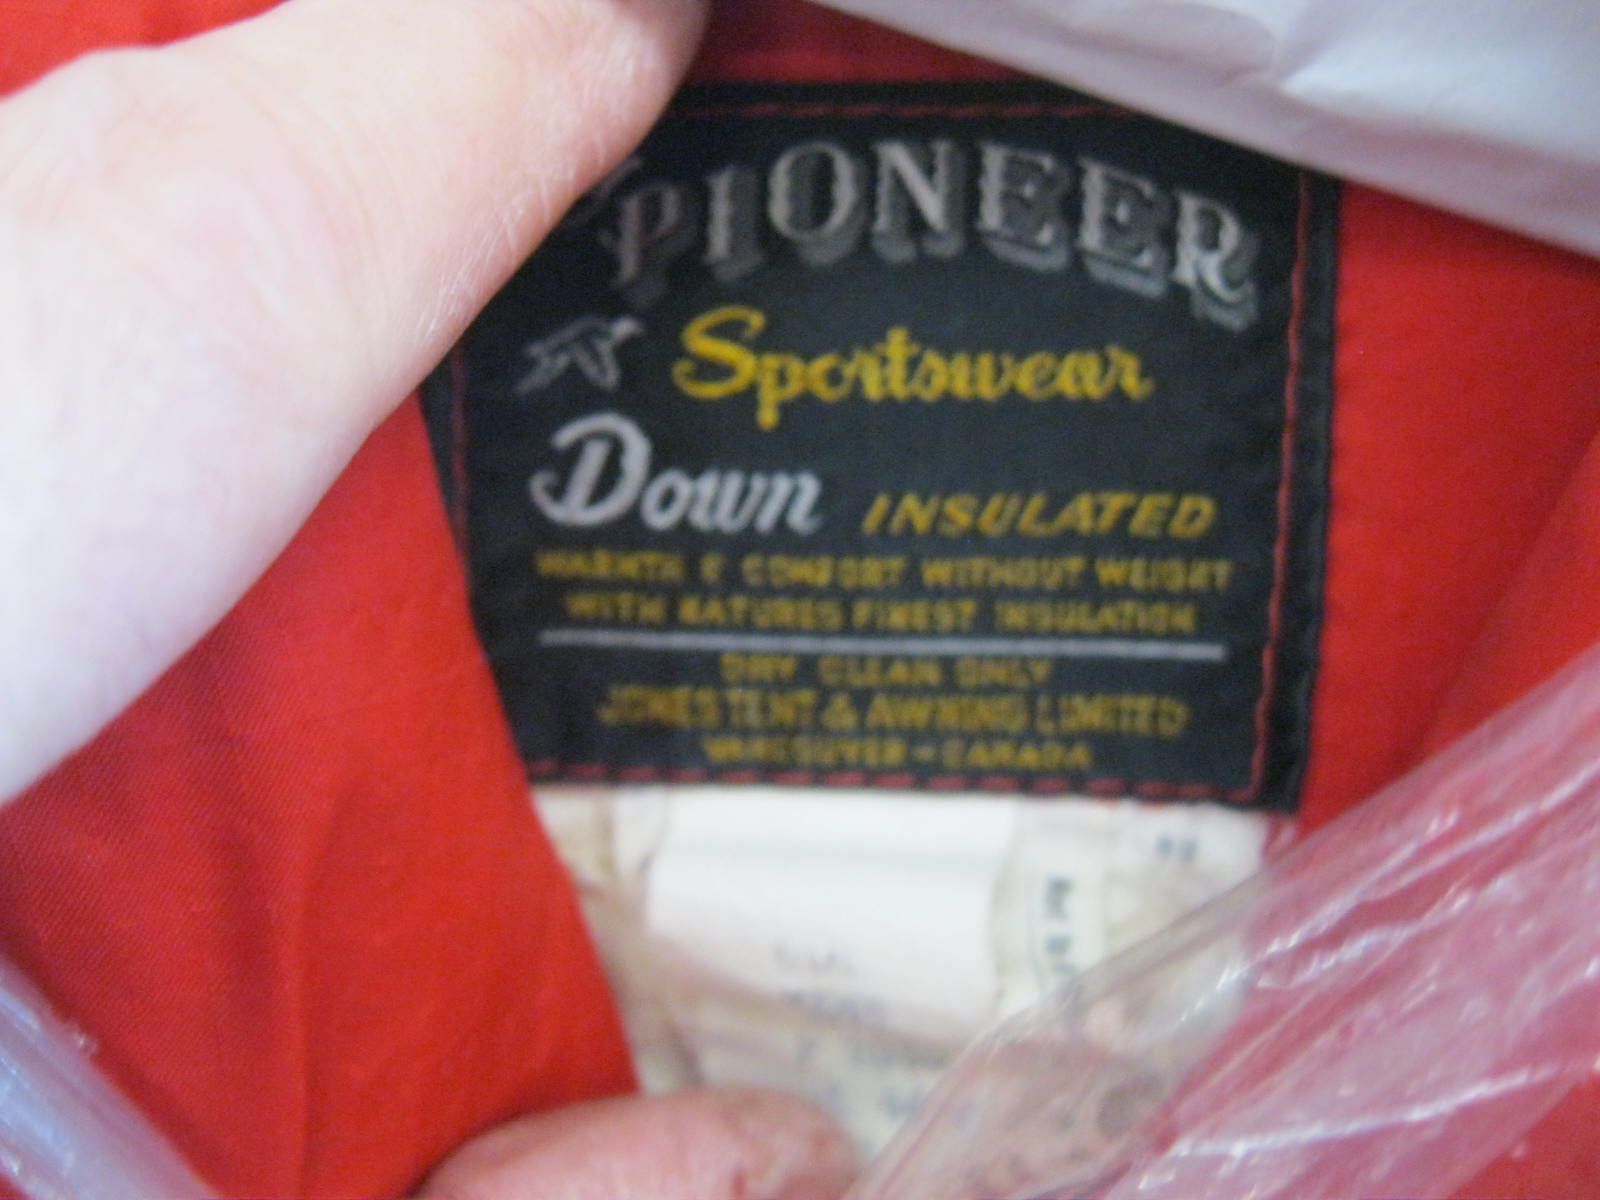 PIONEER
Sportswear
Down INSULATED
WARMTH & COMFORT WITHOUT WEIGHT
WITH NATURES FINEST INSULATION
DRY CLEAN ONLY
JONES TENT & AWNING LIMITED
VANCOUVER - CANADA